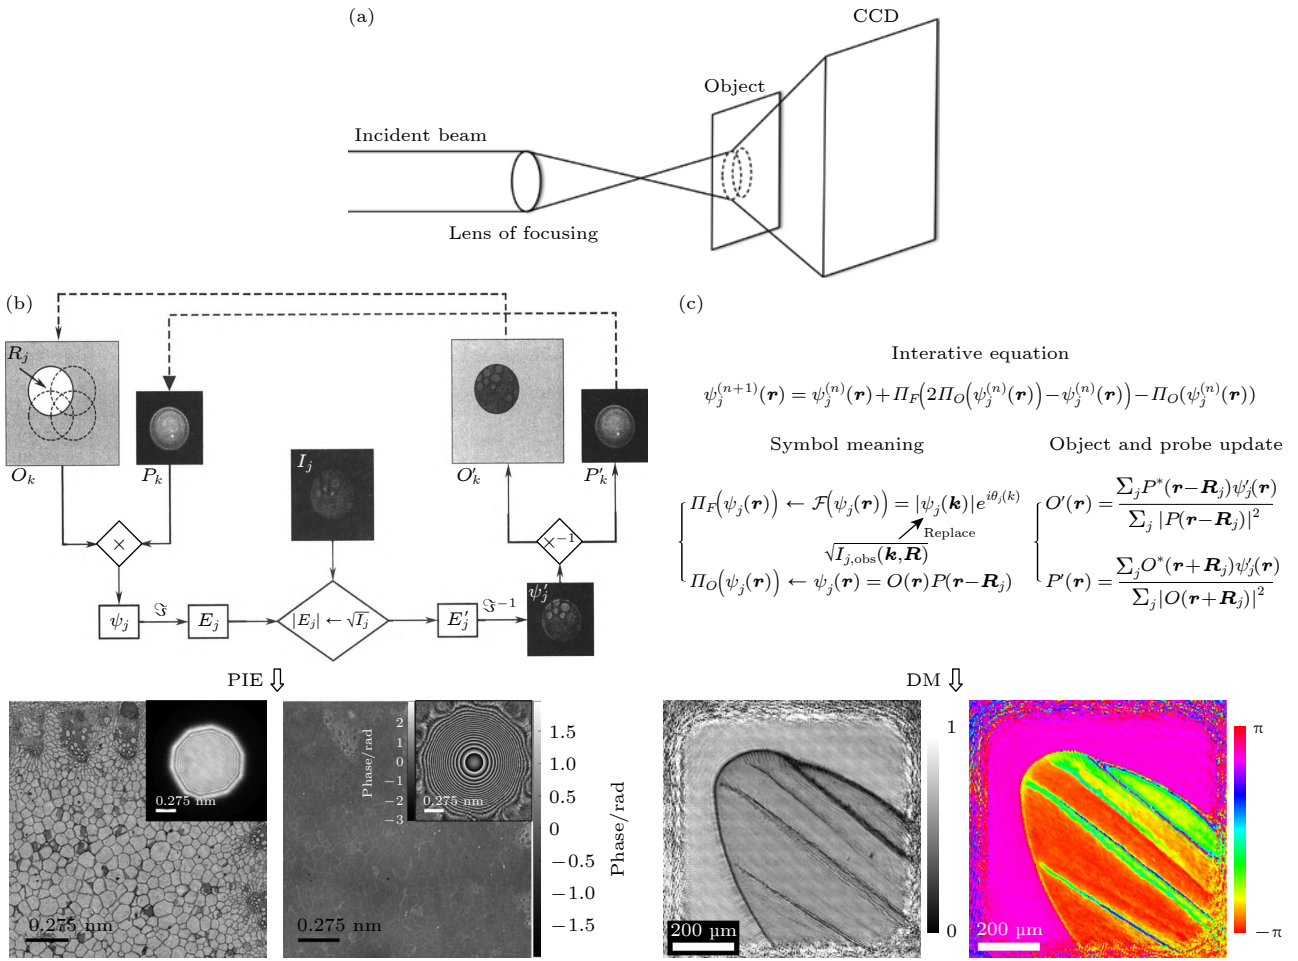 (a)
CCD
Object
Incident beam
Lens of focusing
(b)
R_j
O_k
P_k
I_j
O′_k
P′_k
×
×⁻¹
ψ_j
ℑ
E_j
|E_j| ← √I_j
E′_j
ℑ⁻¹
ψ′_j
PIE
0.275 nm
0.275 nm
2
1
0
−1
−2
−3
Phase/rad
0.275 nm
0.275 nm
1.5
1.0
0.5
0
−0.5
−1.0
−1.5
Phase/rad
(c)
Interative equation
ψ_j^{(n+1)}(r) = ψ_j^{(n)}(r) + Π_F(2Π_O(ψ_j^{(n)}(r)) − ψ_j^{(n)}(r)) − Π_O(ψ_j^{(n)}(r))
Symbol meaning
Π_F(ψ_j(r)) ← F(ψ_j(r)) = |ψ_j(k)|e^{iθ_j(k)}
Replace
√I_{j,obs}(k,R)
Π_O(ψ_j(r)) ← ψ_j(r) = O(r)P(r−R_j)
Object and probe update
O′(r) = ∑_j P*(r−R_j)ψ′_j(r) / ∑_j |P(r−R_j)|²
P′(r) = ∑_j O*(r+R_j)ψ′_j(r) / ∑_j |O(r+R_j)|²
DM
200 µm
1
0
200 µm
π
−π